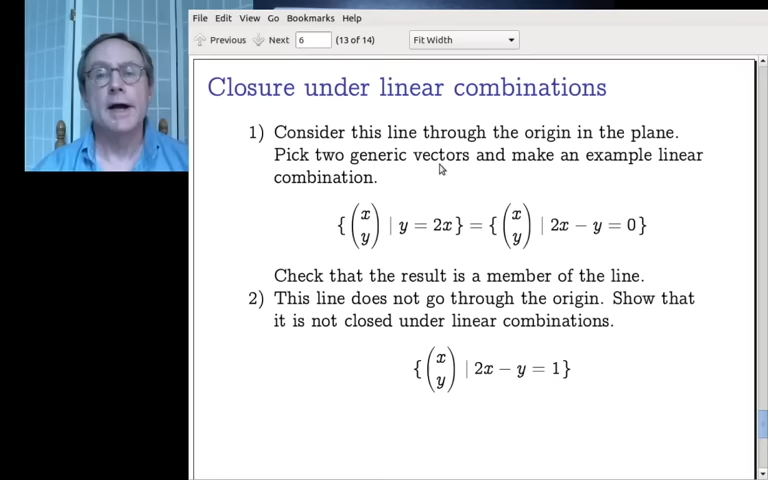 File Edit View Go Bookmarks Help
Previous Next 6 (13 of 14) Fit Width
Closure under linear combinations
1) Consider this line through the origin in the plane.
Pick two generic vectors and make an example linear
combination.
{ (x y) | y = 2x} = { (x y) | 2x − y = 0}
Check that the result is a member of the line.
2) This line does not go through the origin. Show that
it is not closed under linear combinations.
{ (x y) | 2x − y = 1}